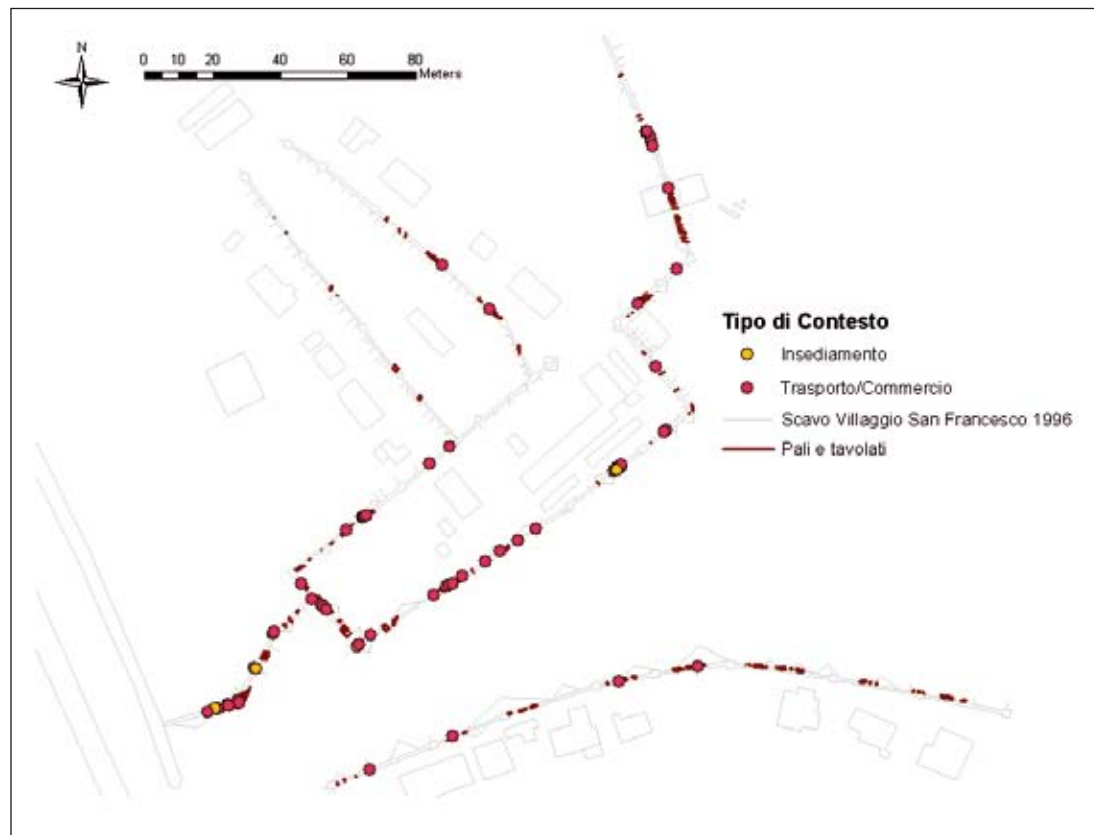 N
0 10 20 40 60 80
Meters
Tipo di Contesto
Insediamento
Trasporto/Commercio
Scavo Villaggio San Francesco 1996
Pali e tavolati